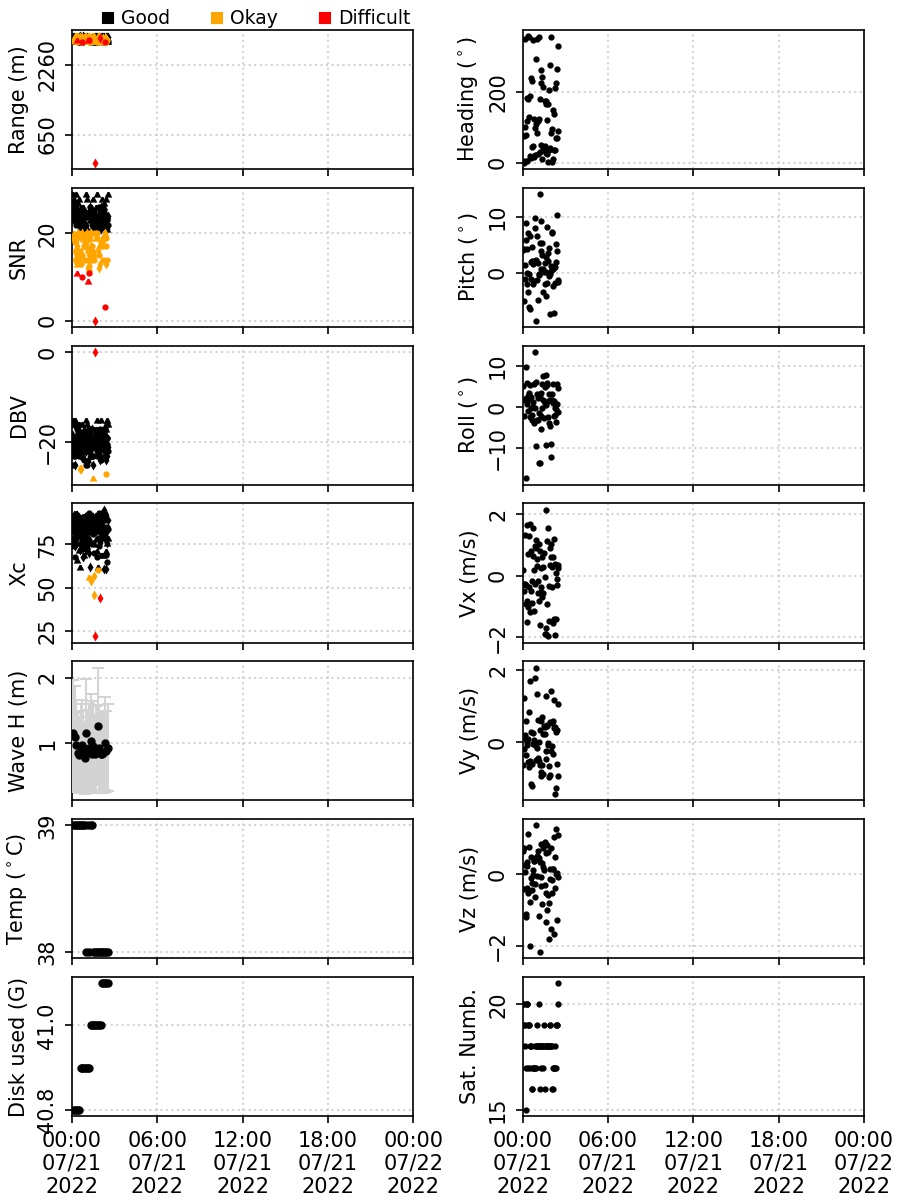 Good Okay Difficult
Range (m)
2260
650
Heading (°)
200
0
SNR
20
0
Pitch (°)
10
0
DBV
0
−20
Roll (°)
10
0
−10
Xc
75
50
25
Vx (m/s)
2
0
−2
Wave H (m)
2
1
Vy (m/s)
2
0
Temp (°C)
39
38
Vz (m/s)
0
−2
Disk used (G)
41.0
40.8
Sat. Numb.
20
15
00:00 06:00 12:00 18:00 00:00
07/21 07/21 07/21 07/21 07/22
2022 2022 2022 2022 2022
00:00 06:00 12:00 18:00 00:00
07/21 07/21 07/21 07/21 07/22
2022 2022 2022 2022 2022